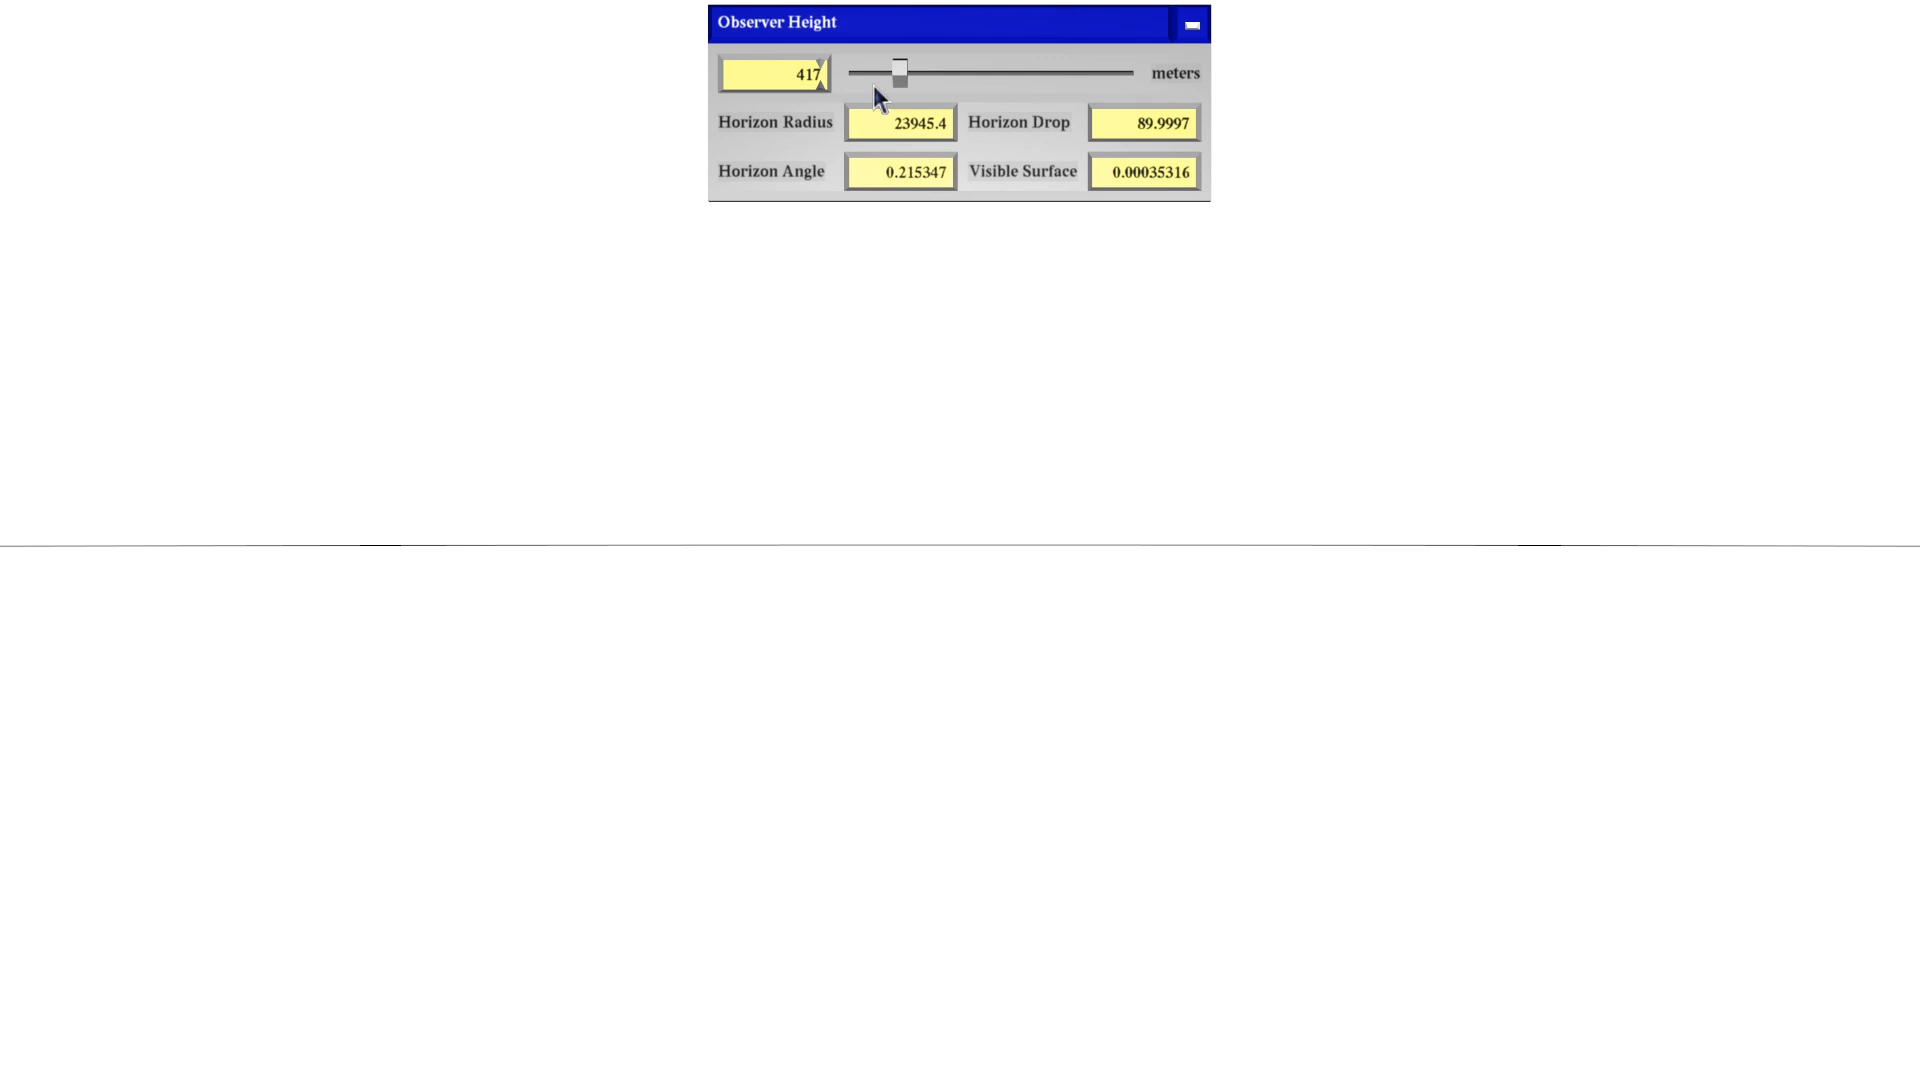 Observer Height
417 meters
Horizon Radius 23945.4 Horizon Drop 89.9997
Horizon Angle 0.215347 Visible Surface 0.00035316